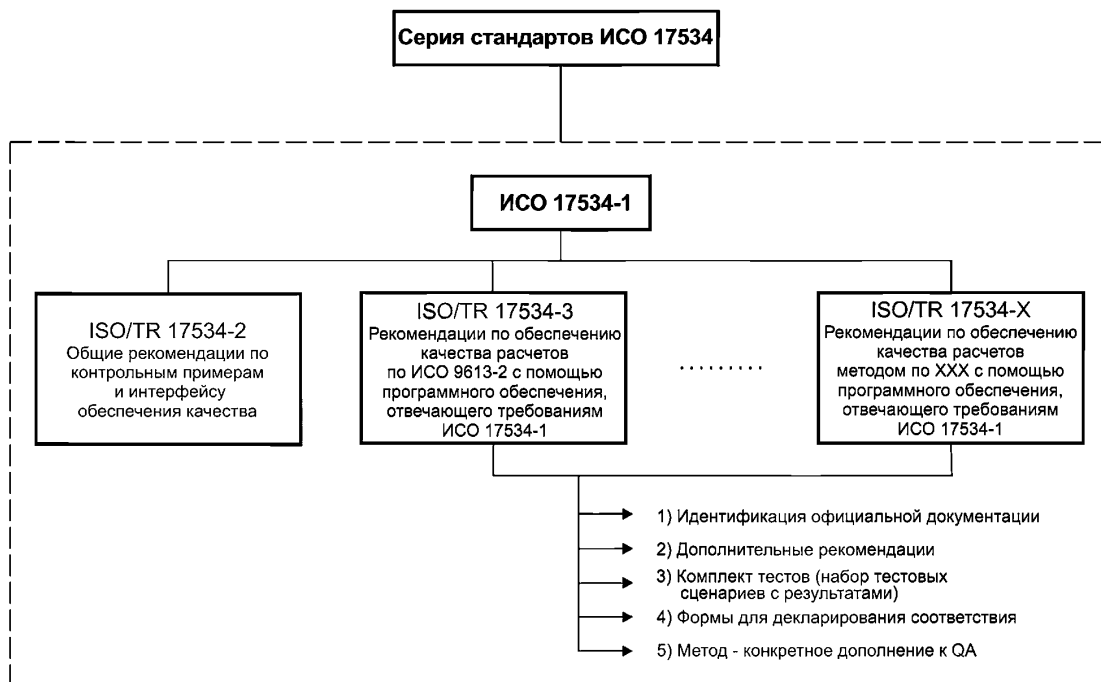 Серия стандартов ИСО 17534
ИСО 17534-1
ISO/TR 17534-2
Общие рекомендации по
контрольным примерам
и интерфейсу
обеспечения качества
ISO/TR 17534-3
Рекомендации по обеспечению
качества расчетов
по ИСО 9613-2 с помощью
программного обеспечения,
отвечающего требованиям
ИСО 17534-1
.........
ISO/TR 17534-X
Рекомендации по обеспечению
качества расчетов
методом по XXX с помощью
программного обеспечения,
отвечающего требованиям
ИСО 17534-1
1) Идентификация официальной документации
2) Дополнительные рекомендации
3) Комплект тестов (набор тестовых
сценариев с результатами)
4) Формы для декларирования соответствия
5) Метод - конкретное дополнение к QA